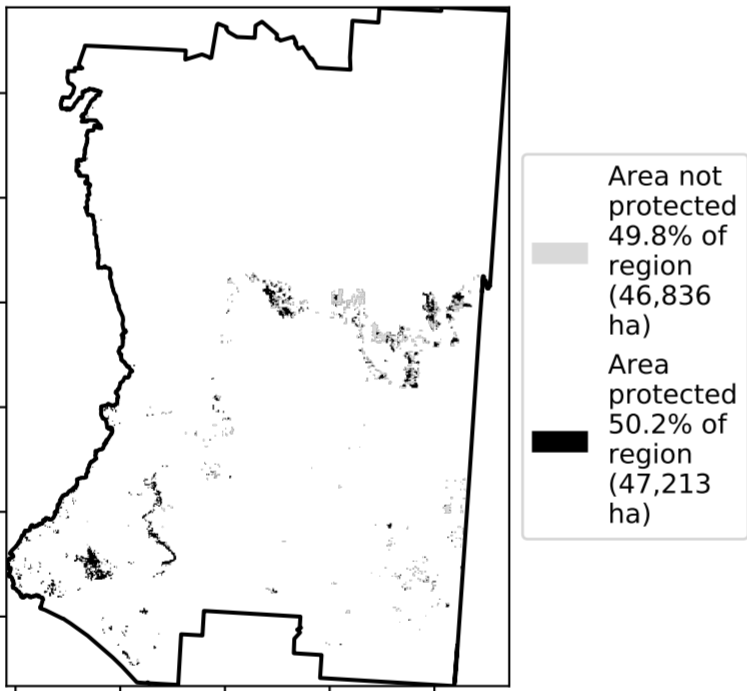 Area not
protected
49.8% of
region
(46,836
ha)
Area
protected
50.2% of
region
(47,213
ha)